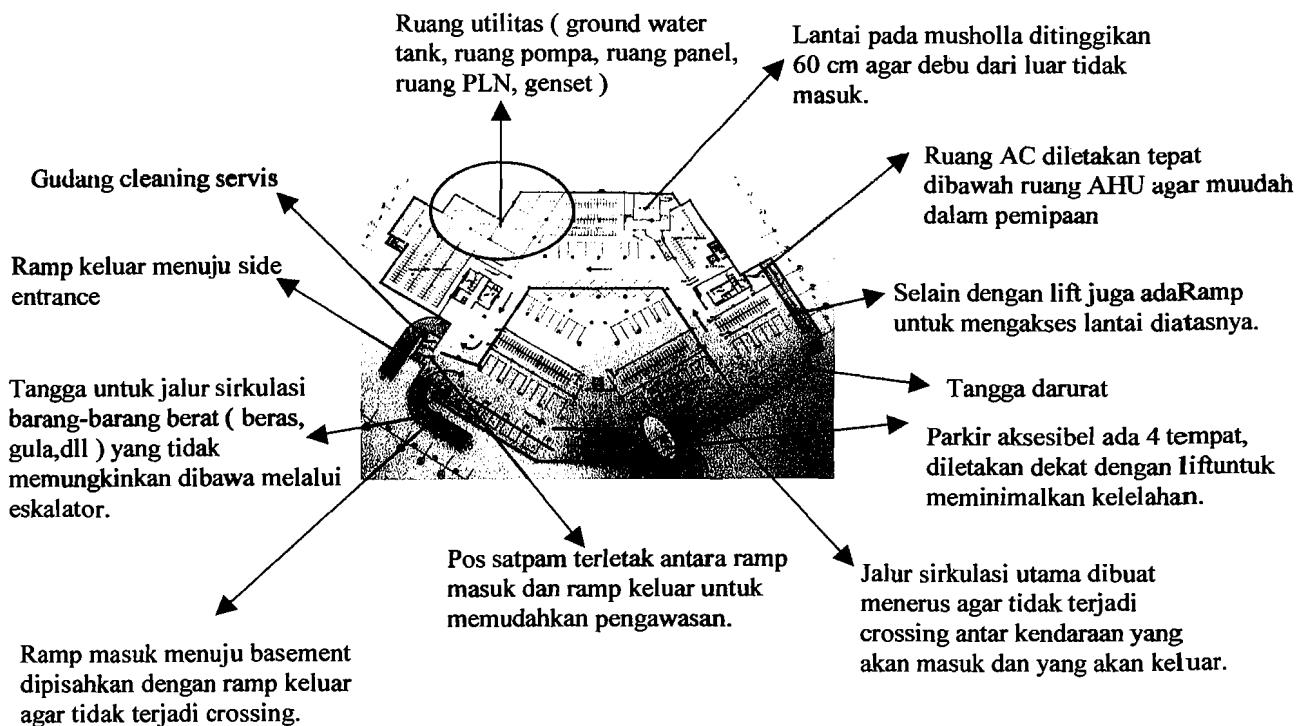 Ruang utilitas ( ground water
tank, ruang pompa, ruang panel,
ruang PLN, genset )
Lantai pada musholla ditinggikan
60 cm agar debu dari luar tidak
masuk.
Gudang cleaning servis
Ruang AC diletakan tepat
dibawah ruang AHU agar muudah
dalam pemipaan
Ramp keluar menuju side
entrance
Selain dengan lift juga adaRamp
untuk mengakses lantai diatasnya.
Tangga untuk jalur sirkulasi
barang-barang berat ( beras,
gula,dll ) yang tidak
memungkinkan dibawa melalui
eskalator.
Tangga darurat
Parkir aksesibel ada 4 tempat,
diletakan dekat dengan liftuntuk
meminimalkan kelelahan.
Pos satpam terletak antara ramp
masuk dan ramp keluar untuk
memudahkan pengawasan.
Jalur sirkulasi utama dibuat
menerus agar tidak terjadi
crossing antar kendaraan yang
akan masuk dan yang akan keluar.
Ramp masuk menuju basement
dipisahkan dengan ramp keluar
agar tidak terjadi crossing.